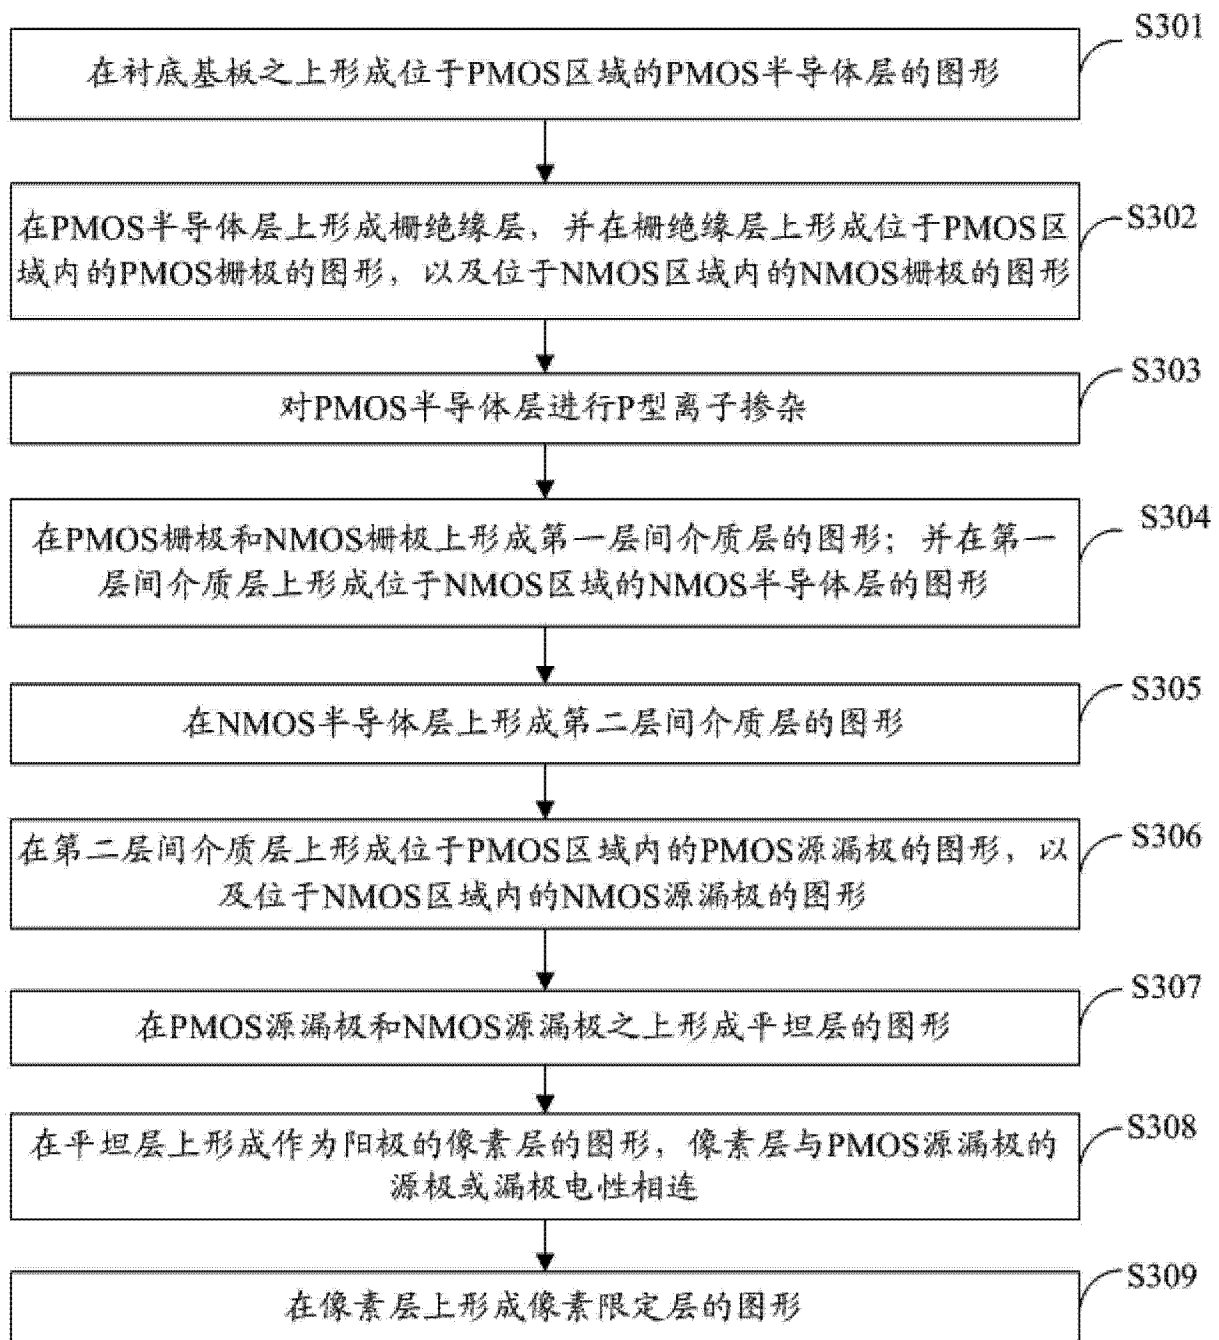 S301
在衬底基板之上形成位于PMOS区域的PMOS半导体层的图形
S302
在PMOS半导体层上形成栅绝缘层，并在栅绝缘层上形成位于PMOS区
域内的PMOS栅极的图形，以及位于NMOS区域内的NMOS栅极的图形
S303
对PMOS半导体层进行P型离子掺杂
S304
在PMOS栅极和NMOS栅极上形成第一层间介质层的图形；并在第一
层间介质层上形成位于NMOS区域的NMOS半导体层的图形
S305
在NMOS半导体层上形成第二层间介质层的图形
S306
在第二层间介质层上形成位于PMOS区域内的PMOS源漏极的图形，以
及位于NMOS区域内的NMOS源漏极的图形
S307
在PMOS源漏极和NMOS源漏极之上形成平坦层的图形
S308
在平坦层上形成作为阳极的像素层的图形，像素层与PMOS源漏极的
源极或漏极电性相连
S309
在像素层上形成像素限定层的图形